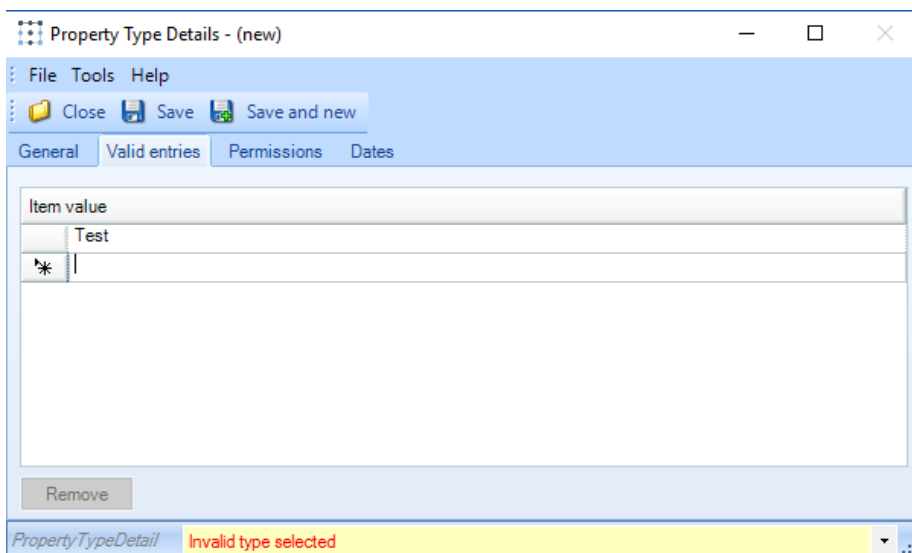 Property Type Details - (new)
File Tools Help
Close Save Save and new
General Valid entries Permissions Dates
Item value
Test
Remove
PropertyTypeDetail Invalid type selected